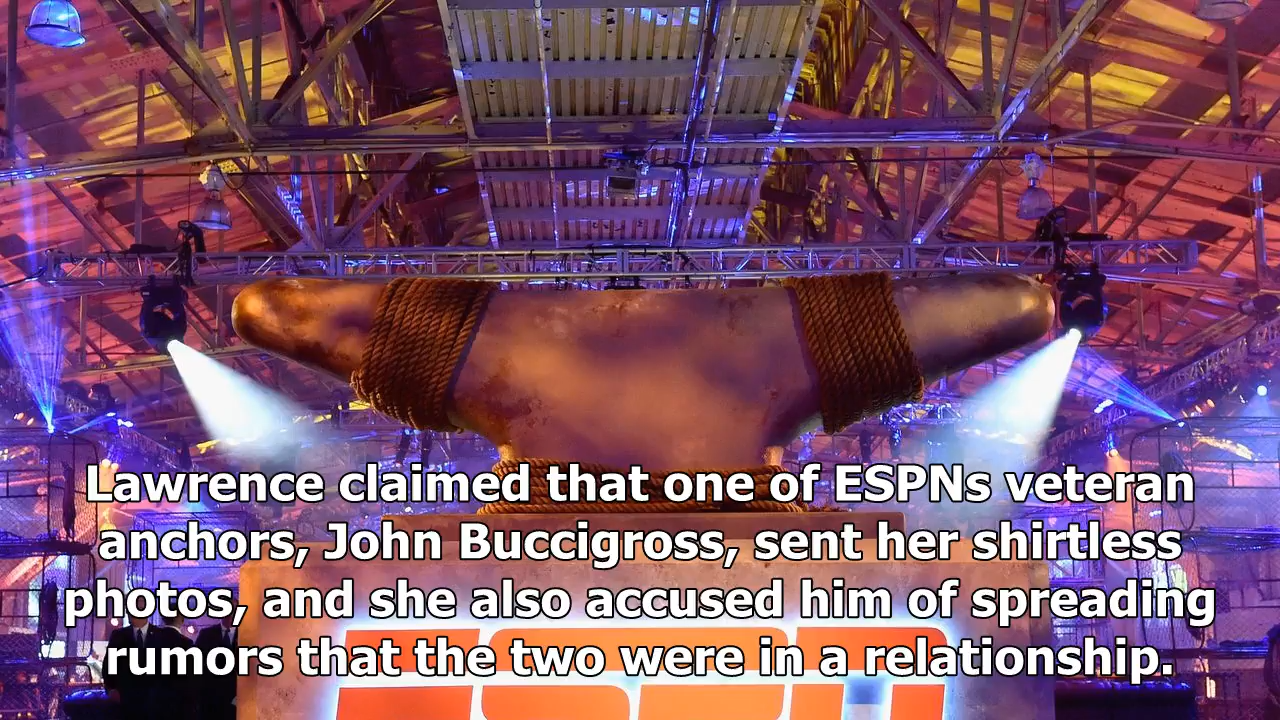 Lawrence claimed that one of ESPNs veteran
anchors, John Buccigross, sent her shirtless
photos, and she also accused him of spreading
rumors that the two were in a relationship.
ESPN